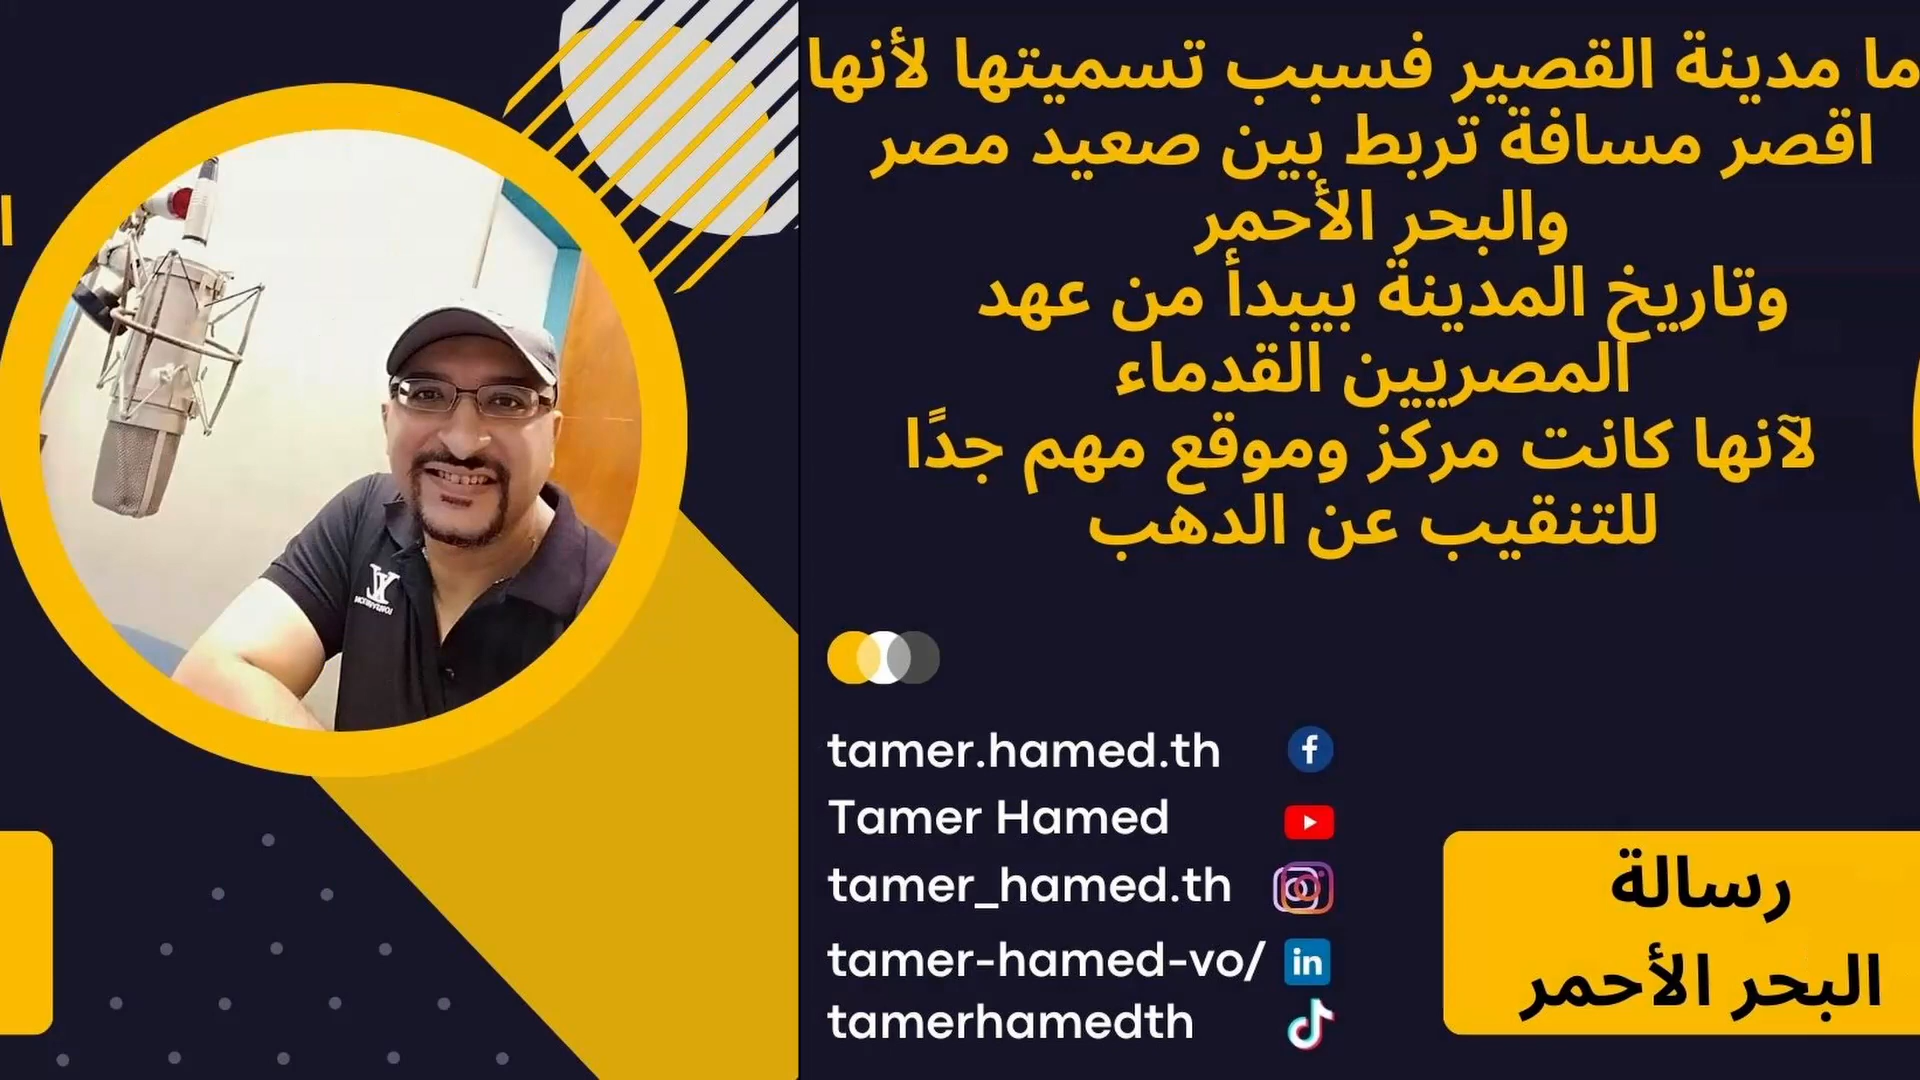 ما مدينة القصير فسبب تسميتها لأنها
اقصر مسافة تربط بين صعيد مصر
والبحر الأحمر
وتاريخ المدينة بيبدأ من عهد
المصريين القدماء
لآنها كانت مركز وموقع مهم جدًا
للتنقيب عن الدهب
tamer.hamed.th
Tamer Hamed
tamer_hamed.th
tamer-hamed-vo/
tamerhamedth
رسالة
البحر الأحمر